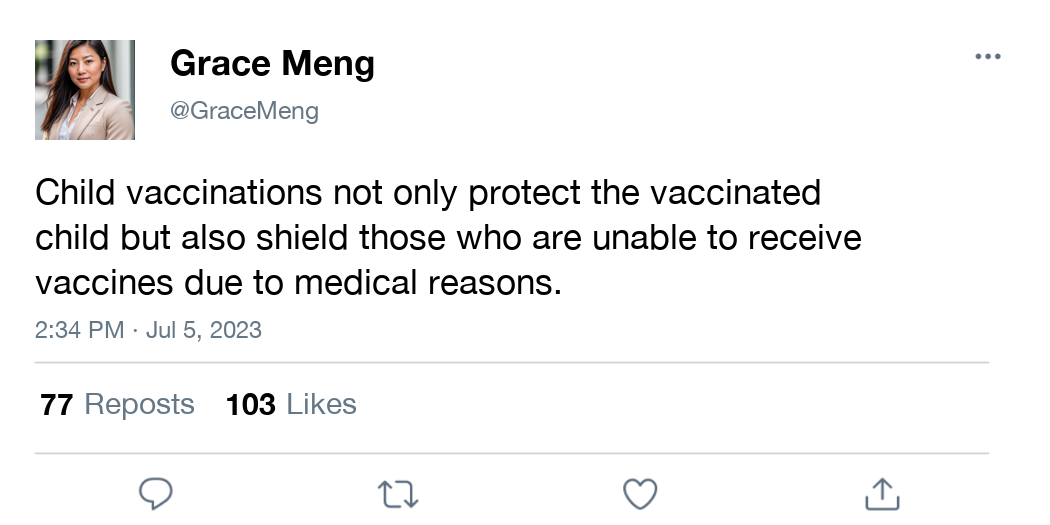 Grace Meng
@GraceMeng
Child vaccinations not only protect the vaccinated
child but also shield those who are unable to receive
vaccines due to medical reasons.
2:34 PM · Jul 5, 2023
77 Reposts 103 Likes